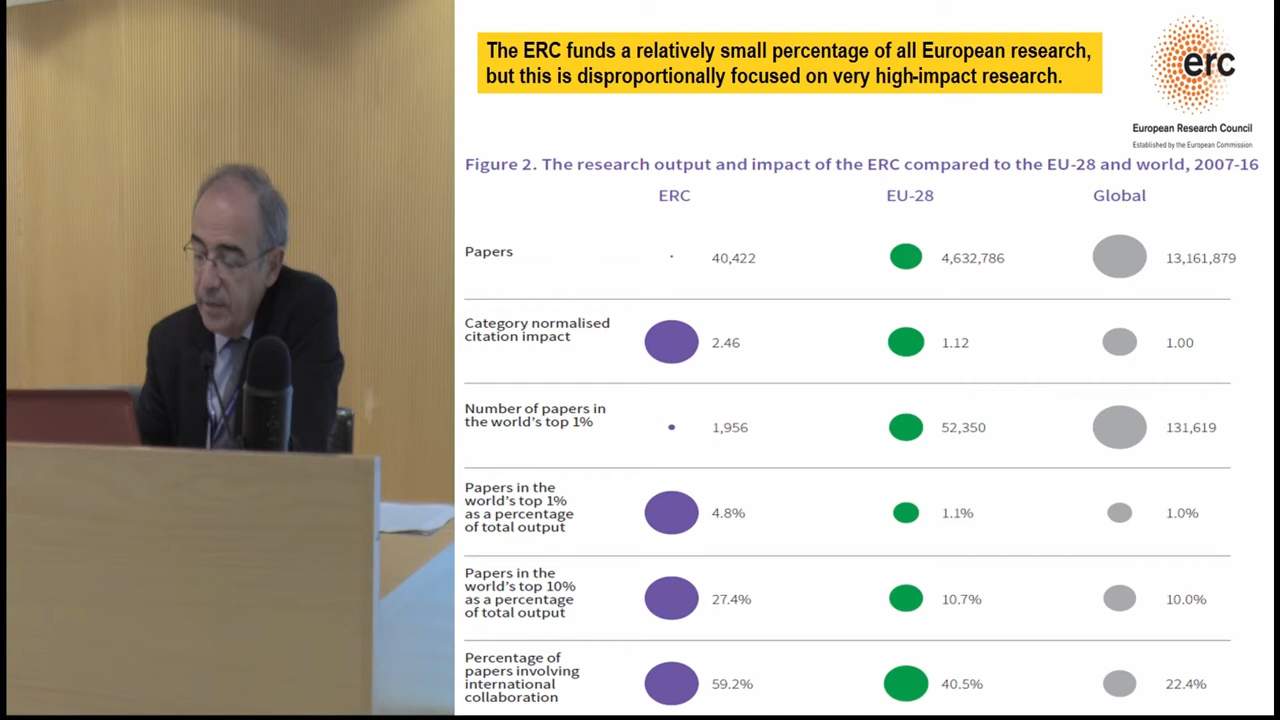 The ERC funds a relatively small percentage of all European research,
but this is disproportionally focused on very high-impact research.
erc
European Research Council
Established by the European Commission
Figure 2. The research output and impact of the ERC compared to the EU-28 and world, 2007-16
ERC EU-28 Global
Papers 40,422 4,632,786 13,161,879
Category normalised
citation impact 2.46 1.12 1.00
Number of papers in
the world's top 1% 1,956 52,350 131,619
Papers in the
world's top 1%
as a percentage 4.8% 1.1% 1.0%
of total output
Papers in the
world's top 10%
as a percentage 27.4% 10.7% 10.0%
of total output
Percentage of
papers involving
international 59.2% 40.5% 22.4%
collaboration